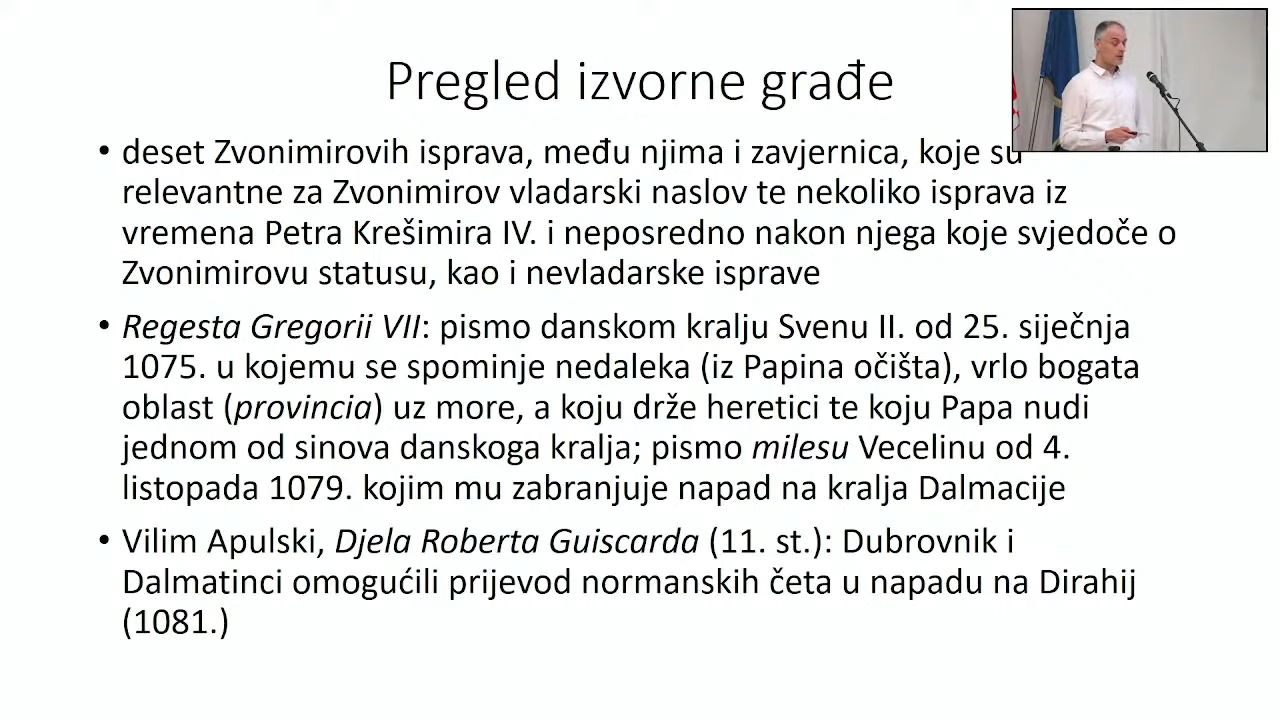 Pregled izvorne građe
• deset Zvonimirovih isprava, među njima i zavjernica, koje su
relevantne za Zvonimirov vladarski naslov te nekoliko isprava iz
vremena Petra Krešimira IV. i neposredno nakon njega koje svjedoče o
Zvonimirovu statusu, kao i nevladarske isprave
• Regesta Gregorii VII: pismo danskom kralju Svenu II. od 25. siječnja
1075. u kojemu se spominje nedaleka (iz Papina očišta), vrlo bogata
oblast (provincia) uz more, a koju drže heretici te koju Papa nudi
jednom od sinova danskoga kralja; pismo milesu Vecelinu od 4.
listopada 1079. kojim mu zabranjuje napad na kralja Dalmacije
• Vilim Apulski, Djela Roberta Guiscarda (11. st.): Dubrovnik i
Dalmatinci omogućili prijevod normanskih četa u napadu na Dirahij
(1081.)